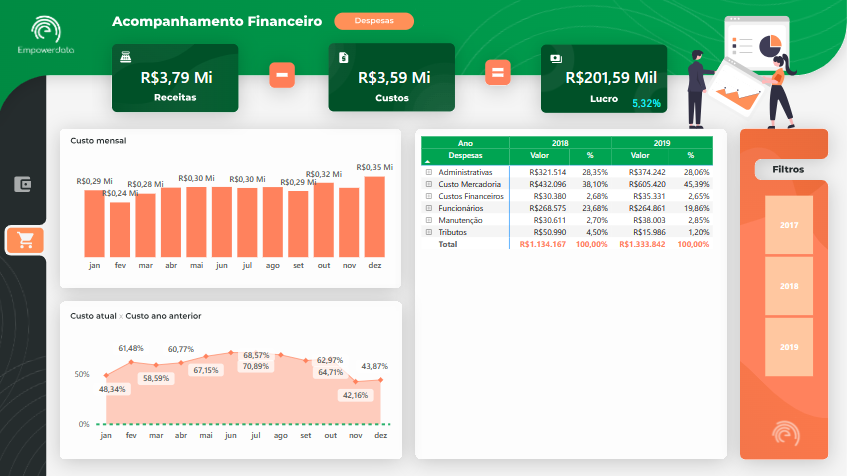 Acompanhamento Financeiro
Despesas
Empowerdata
R$3,79 Mi
Receitas
R$3,59 Mi
Custos
R$201,59 Mil
Lucro 5,32%
Custo mensal
R$0,29 Mi R$0,24 Mi R$0,28 Mi R$0,30 Mi R$0,30 Mi R$0,29 Mi R$0,32 Mi R$0,35 Mi
jan fev mar abr mai jun jul ago set out nov dez
Custo atual x Custo ano anterior
50%
0%
48,34% 61,48% 58,59% 60,77% 67,15% 68,57% 70,89% 62,97% 64,71% 42,16% 43,87%
jan fev mar abr mai jun jul ago set out nov dez
Ano 2018 2019
Despesas Valor % Valor %
Administrativas R$321.514 28,35% R$374.242 28,06%
Custo Mercadoria R$432.096 38,10% R$605.420 45,39%
Custos Financeiros R$30.380 2,68% R$35.331 2,65%
Funcionários R$268.575 23,68% R$264.861 19,86%
Manutenção R$30.611 2,70% R$38.003 2,85%
Tributos R$50.990 4,50% R$15.986 1,20%
Total R$1.134.167 100,00% R$1.333.842 100,00%
Filtros
2017
2018
2019